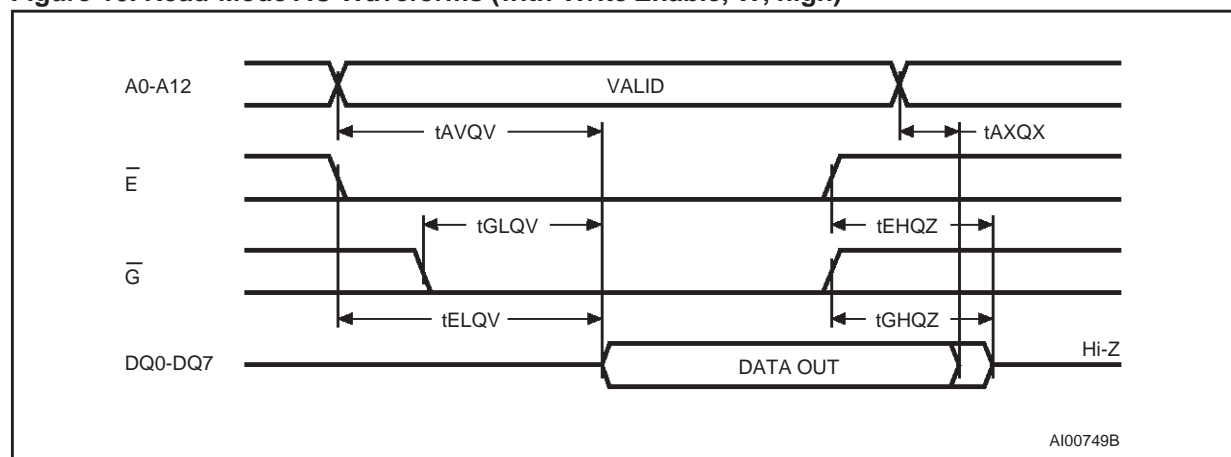 Figure 10. Read Mode AC Waveforms (with Write Enable, W, high)
A0-A12
VALID
tAVQV
tAXQX
E
tGLQV
tEHQZ
G
tELQV
tGHQZ
DQ0-DQ7
DATA OUT
Hi-Z
AI00749B